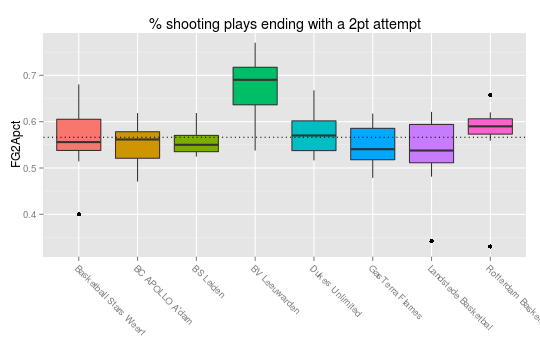 % shooting plays ending with a 2pt attempt
FG2Apct
0.7
0.6
0.5
0.4
Basketball Stars Weert
BC APOLLO A'dam
BS Leiden
BV Leeuwarden
Dukes Unlimited
GasTerra Flames
Landstede Basketbal
Rotterdam Baske